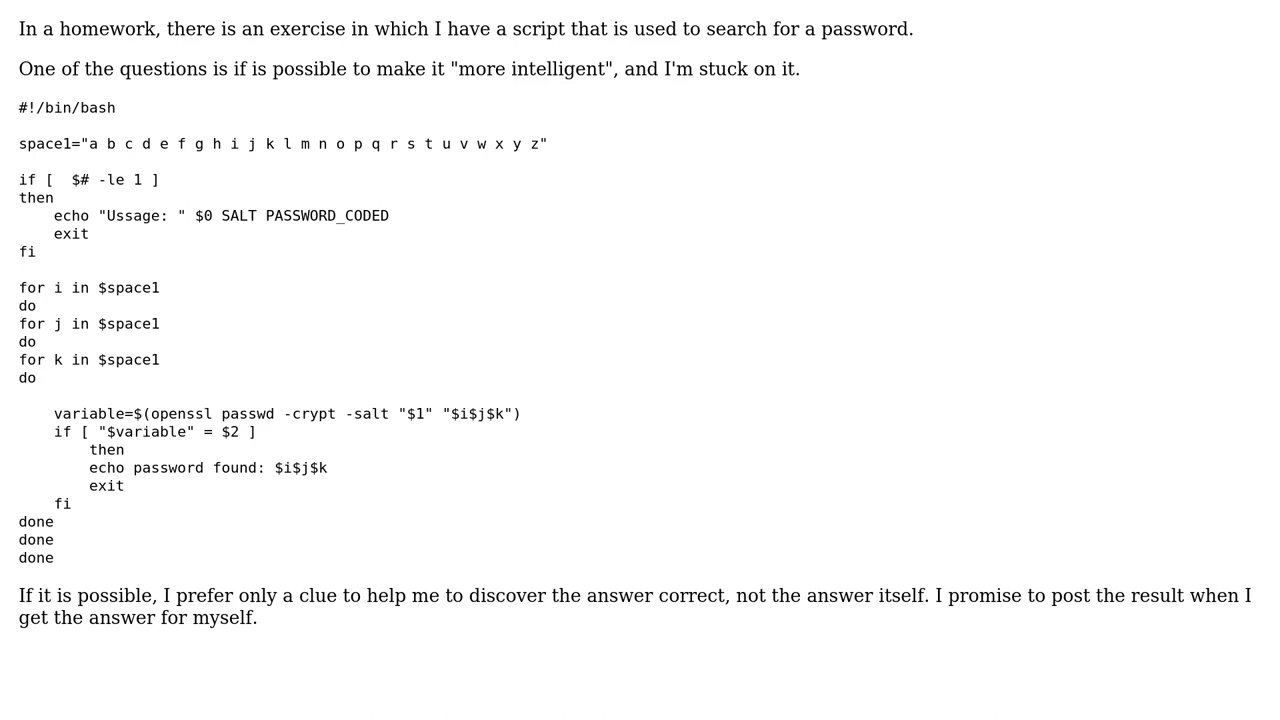 In a homework, there is an exercise in which I have a script that is used to search for a password.
One of the questions is if is possible to make it "more intelligent", and I'm stuck on it.
#!/bin/bash
space1="a b c d e f g h i j k l m n o p q r s t u v w x y z"
if [  $# -le 1 ]
then
    echo "Ussage: " $0 SALT PASSWORD_CODED
    exit
fi
for i in $space1
do
for j in $space1
do
for k in $space1
do
    variable=$(openssl passwd -crypt -salt "$1" "$i$j$k")
    if [ "$variable" = $2 ]
        then
        echo password found: $i$j$k
        exit
    fi
done
done
done
If it is possible, I prefer only a clue to help me to discover the answer correct, not the answer itself. I promise to post the result when I
get the answer for myself.